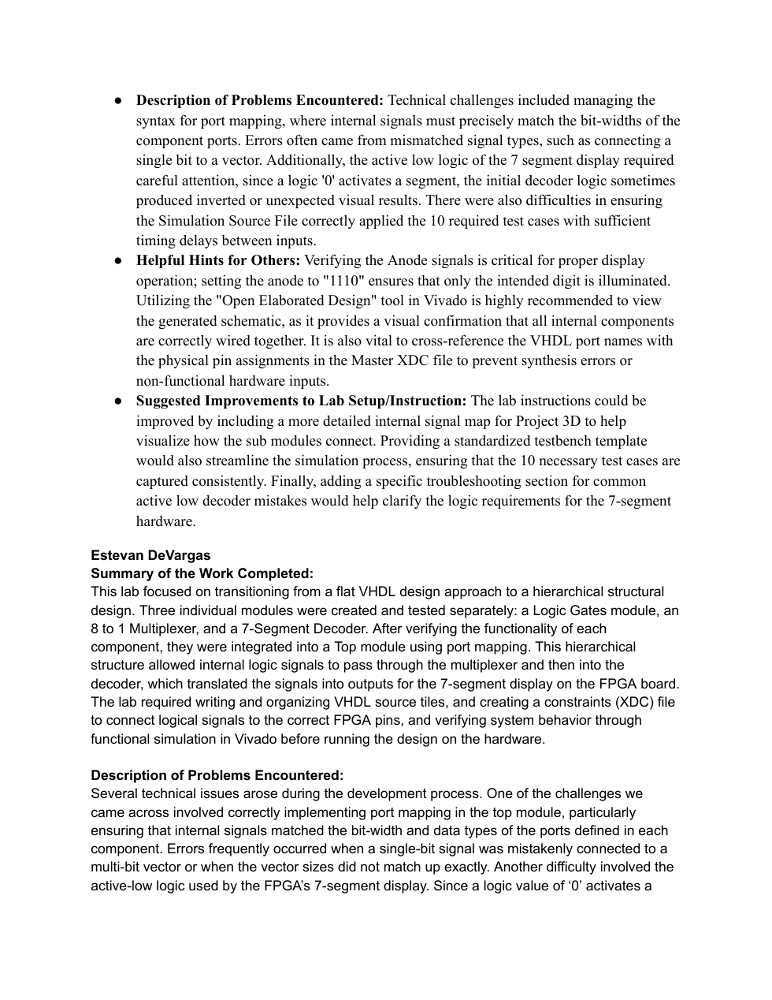 ● Description of Problems Encountered: Technical challenges included managing the
syntax for port mapping, where internal signals must precisely match the bit-widths of the
component ports. Errors often came from mismatched signal types, such as connecting a
single bit to a vector. Additionally, the active low logic of the 7 segment display required
careful attention, since a logic '0' activates a segment, the initial decoder logic sometimes
produced inverted or unexpected visual results. There were also difficulties in ensuring
the Simulation Source File correctly applied the 10 required test cases with sufficient
timing delays between inputs.
● Helpful Hints for Others: Verifying the Anode signals is critical for proper display
operation; setting the anode to "1110" ensures that only the intended digit is illuminated.
Utilizing the "Open Elaborated Design" tool in Vivado is highly recommended to view
the generated schematic, as it provides a visual confirmation that all internal components
are correctly wired together. It is also vital to cross-reference the VHDL port names with
the physical pin assignments in the Master XDC file to prevent synthesis errors or
non-functional hardware inputs.
● Suggested Improvements to Lab Setup/Instruction: The lab instructions could be
improved by including a more detailed internal signal map for Project 3D to help
visualize how the sub modules connect. Providing a standardized testbench template
would also streamline the simulation process, ensuring that the 10 necessary test cases are
captured consistently. Finally, adding a specific troubleshooting section for common
active low decoder mistakes would help clarify the logic requirements for the 7-segment
hardware.
Estevan DeVargas
Summary of the Work Completed:
This lab focused on transitioning from a flat VHDL design approach to a hierarchical structural
design. Three individual modules were created and tested separately: a Logic Gates module, an
8 to 1 Multiplexer, and a 7-Segment Decoder. After verifying the functionality of each
component, they were integrated into a Top module using port mapping. This hierarchical
structure allowed internal logic signals to pass through the multiplexer and then into the
decoder, which translated the signals into outputs for the 7-segment display on the FPGA board.
The lab required writing and organizing VHDL source tiles, and creating a constraints (XDC) file
to connect logical signals to the correct FPGA pins, and verifying system behavior through
functional simulation in Vivado before running the design on the hardware.
Description of Problems Encountered:
Several technical issues arose during the development process. One of the challenges we
came across involved correctly implementing port mapping in the top module, particularly
ensuring that internal signals matched the bit-width and data types of the ports defined in each
component. Errors frequently occurred when a single-bit signal was mistakenly connected to a
multi-bit vector or when the vector sizes did not match up exactly. Another difficulty involved the
active-low logic used by the FPGA’s 7-segment display. Since a logic value of ‘0’ activates a